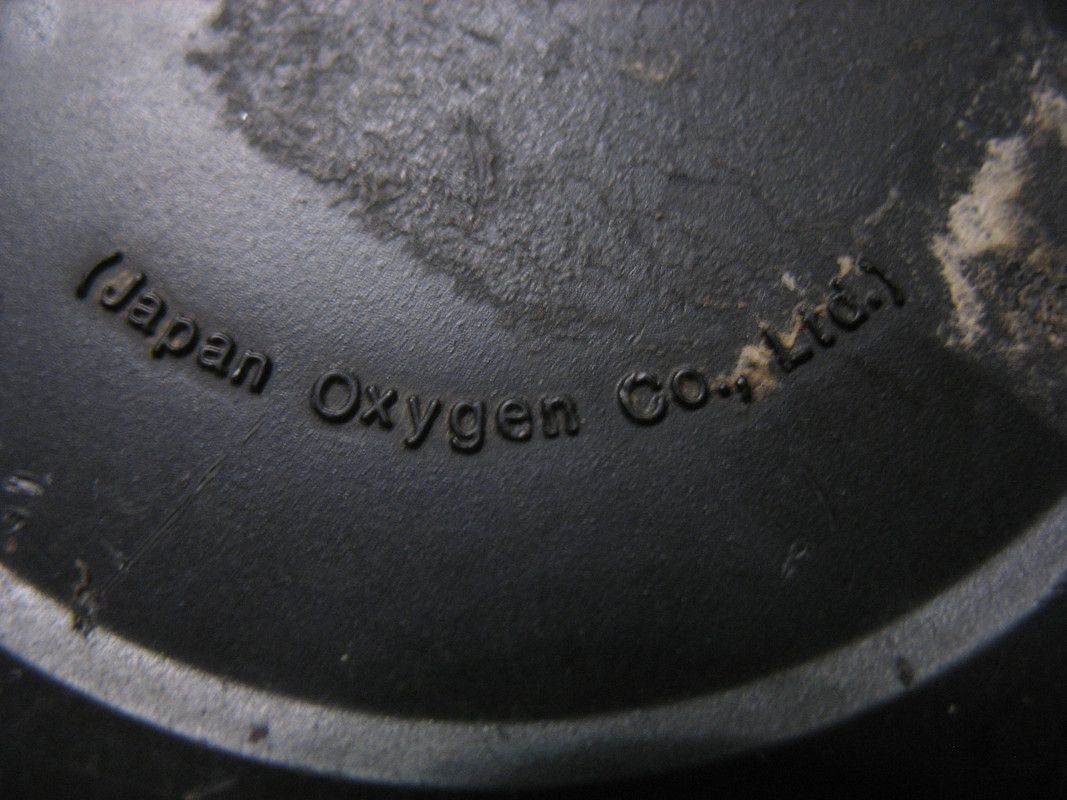 (Japan Oxygen Co., Ltd.)